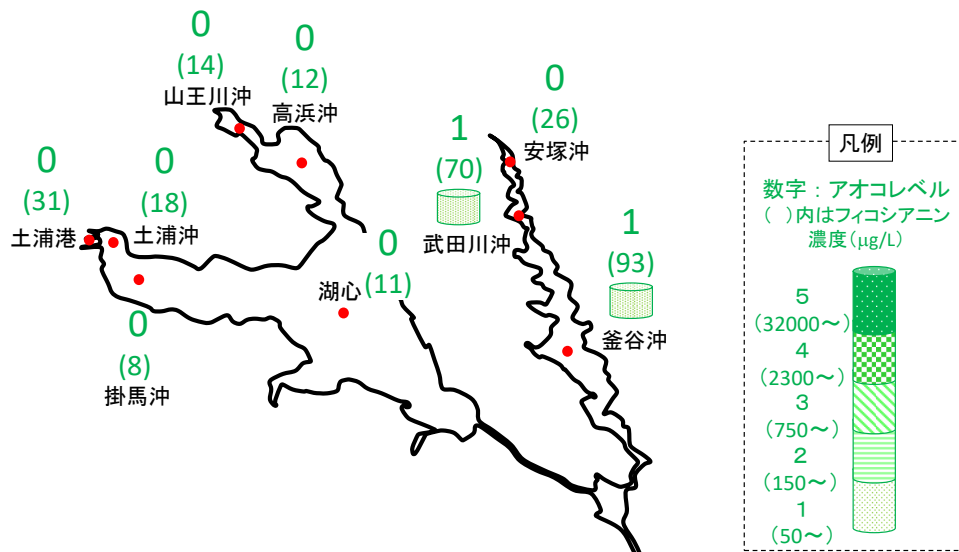 0
(14)
山王川沖
0
(12)
高浜沖
0
(31)
土浦港
0
(18)
土浦沖
0
(8)
掛馬沖
0
(11)
湖心
1
(70)
武田川沖
0
(26)
安塚沖
1
(93)
釜谷沖
凡例
数字：アオコレベル
(　)内はフィコシアニン
濃度(μg/L)
5
(32000～)
4
(2300～)
3
(750～)
2
(150～)
1
(50～)